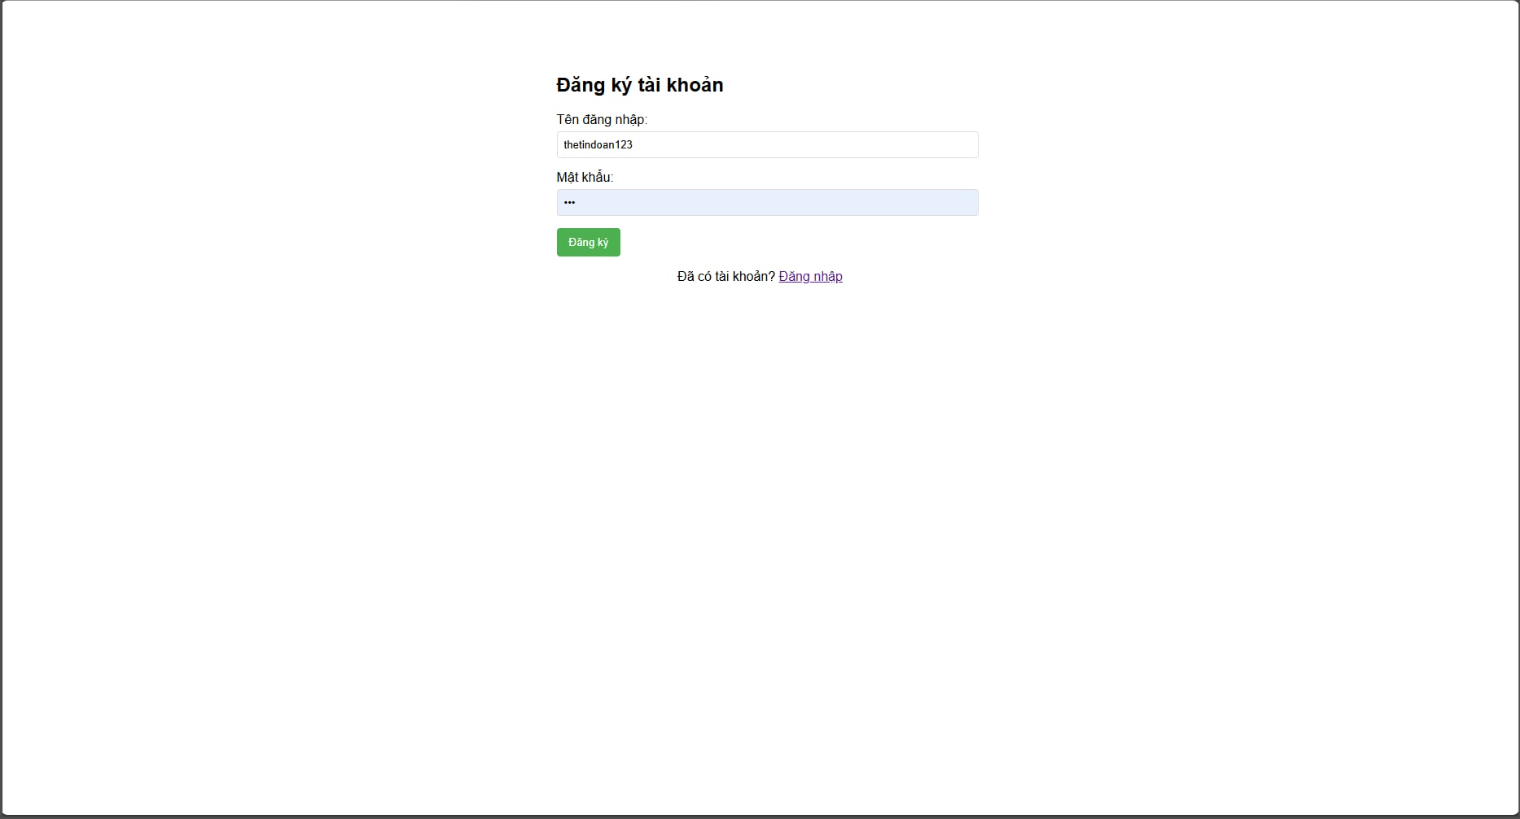 Đăng ký tài khoản
Tên đăng nhập:
thetindoan123
Mật khẩu:
•••
Đăng ký
Đã có tài khoản? Đăng nhập